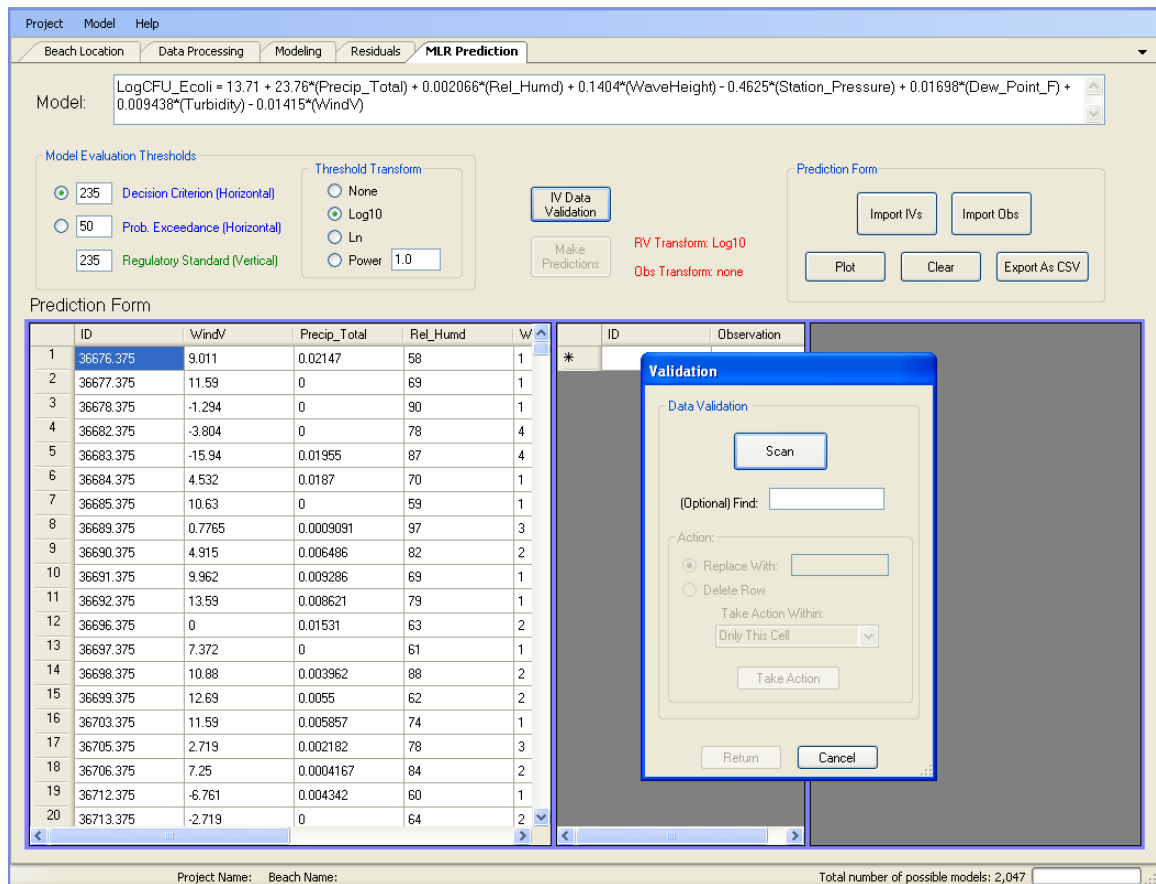 Project Model Help
Beach Location Data Processing Modeling Residuals MLR Prediction
Model:
LogCFU_Ecoli = 13.71 + 23.76*(Precip_Total) + 0.002066*(Rel_Humd) + 0.1404*(WaveHeight) - 0.4625*(Station_Pressure) + 0.01698*(Dew_Point_F) +
0.009438*(Turbidity) - 0.01415*(WindV)
Model Evaluation Thresholds
235 Decision Criterion (Horizontal)
50 Prob. Exceedance (Horizontal)
235 Regulatory Standard (Vertical)
Threshold Transform
None
Log10
Ln
Power 1.0
IV Data
Validation
Make
Predictions
RV Transform: Log10
Obs Transform: none
Prediction Form
Import IVs Import Obs
Plot Clear Export As CSV
Prediction Form
ID WindV Precip_Total Rel_Humd W
1 36676.375 9.011 0.02147 58 1
2 36677.375 11.59 0 69 1
3 36678.375 -1.294 0 90 1
4 36682.375 -3.804 0 78 4
5 36683.375 -15.94 0.01955 87 4
6 36684.375 4.532 0.0187 70 1
7 36685.375 10.63 0 59 1
8 36689.375 0.7765 0.0009091 97 3
9 36690.375 4.915 0.006486 82 2
10 36691.375 9.962 0.009286 69 1
11 36692.375 13.59 0.008621 79 1
12 36696.375 0 0.01531 63 2
13 36697.375 7.372 0 61 1
14 36698.375 10.88 0.003962 88 2
15 36699.375 12.69 0.0055 62 2
16 36703.375 11.59 0.005857 74 1
17 36705.375 2.719 0.002182 78 3
18 36706.375 7.25 0.0004167 84 2
19 36712.375 -6.761 0.004342 60 1
20 36713.375 -2.719 0 64 2
ID Observation
Validation
Data Validation
Scan
(Optional) Find:
Action:
Replace With:
Delete Row
Take Action Within:
Only This Cell
Take Action
Return Cancel
Project Name: Beach Name: Total number of possible models: 2,047